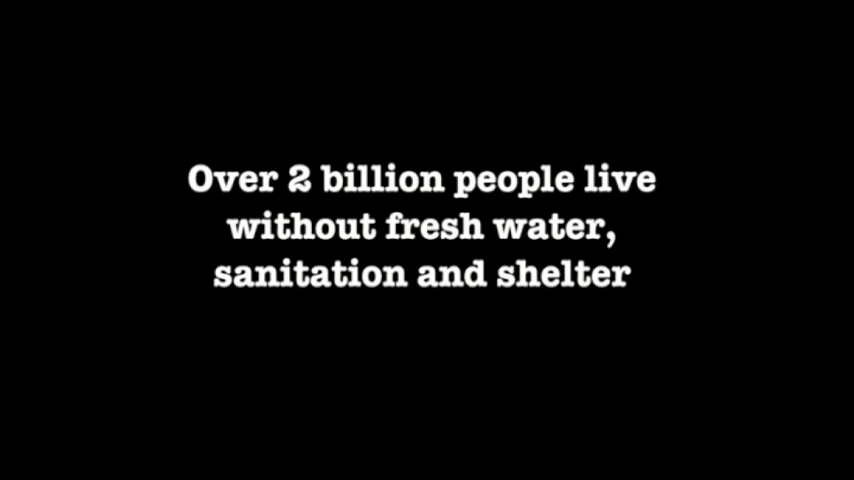 Over 2 billion people live
without fresh water,
sanitation and shelter